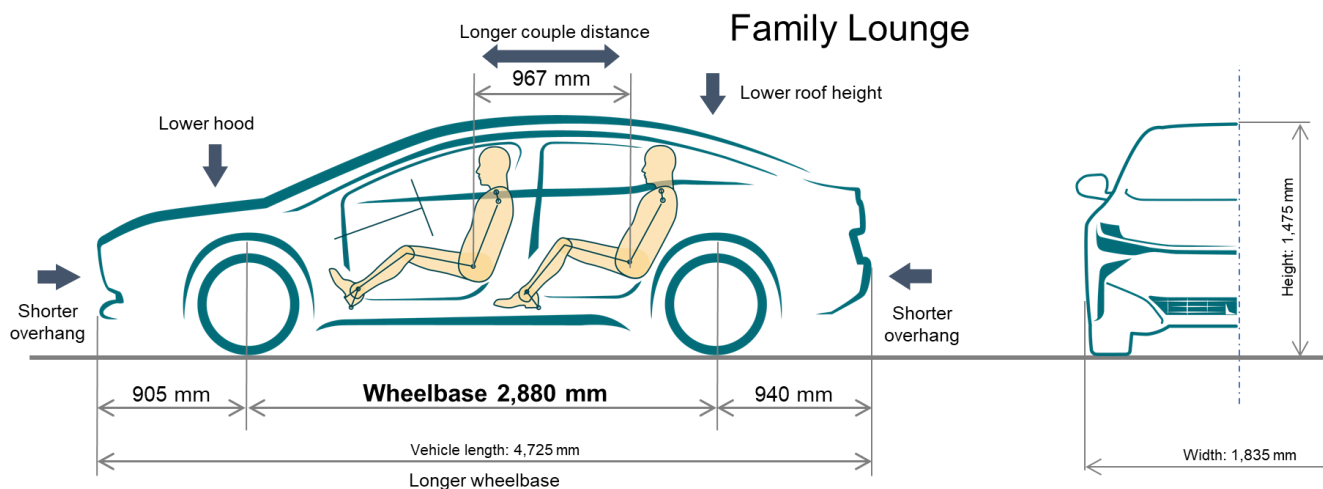 Family Lounge
Longer couple distance
967 mm
Lower roof height
Lower hood
Height: 1,475 mm
Shorter
overhang
Shorter
overhang
905 mm
Wheelbase 2,880 mm
940 mm
Vehicle length: 4,725 mm
Width: 1,835 mm
Longer wheelbase